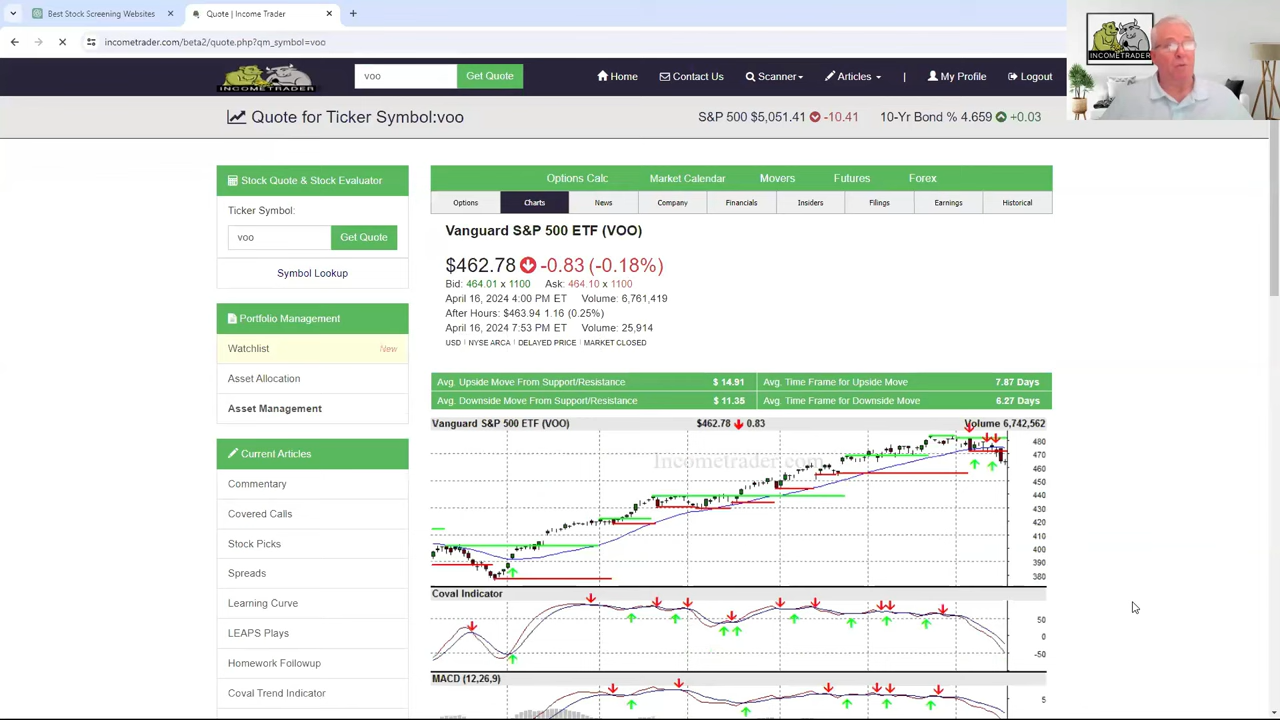 Best Stock Screening Websites
Quote | Income Trader
incometrader.com/beta2/quote.php?qm_symbol=voo
INCOMETRADER
voo
Get Quote
Home
Contact Us
Scanner
Articles
|
My Profile
Logout
INCOMETRADER
Quote for Ticker Symbol:voo
S&P 500 $5,051.41 -10.41
10-Yr Bond % 4.659 +0.03
Stock Quote & Stock Evaluator
Ticker Symbol:
voo
Get Quote
Symbol Lookup
Portfolio Management
Watchlist
New
Asset Allocation
Asset Management
Current Articles
Commentary
Covered Calls
Stock Picks
Spreads
Learning Curve
LEAPS Plays
Homework Followup
Coval Trend Indicator
Options Calc
Market Calendar
Movers
Futures
Forex
Options
Charts
News
Company
Financials
Insiders
Filings
Earnings
Historical
Vanguard S&P 500 ETF (VOO)
$462.78 -0.83 (-0.18%)
Bid: 464.01 x 1100 Ask: 464.10 x 1100
April 16, 2024 4:00 PM ET Volume: 6,761,419
After Hours: $463.94 1.16 (0.25%)
April 16, 2024 7:53 PM ET Volume: 25,914
USD | NYSE ARCA | DELAYED PRICE | MARKET CLOSED
Avg. Upside Move From Support/Resistance $ 14.91
Avg. Time Frame for Upside Move 7.87 Days
Avg. Downside Move From Support/Resistance $ 11.35
Avg. Time Frame for Downside Move 6.27 Days
Vanguard S&P 500 ETF (VOO) $462.78 0.83 Volume 6,742,562
Incometrader.com
480
470
460
450
440
430
420
410
400
390
380
Coval Indicator
50
0
-50
MACD (12,26,9)
5